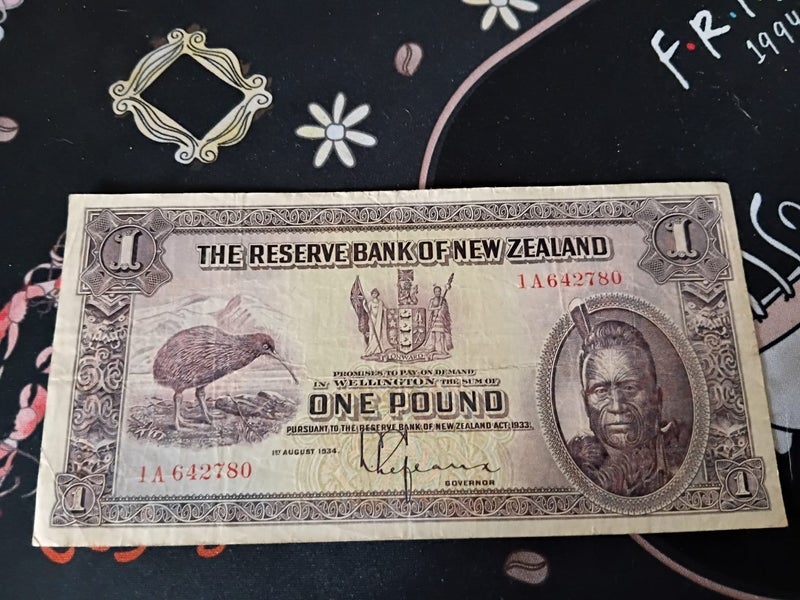 F.R.I
1994
1
1
THE RESERVE BANK OF NEW ZEALAND
1A642780
ONWARD
PROMISES TO PAY ON DEMAND
IN WELLINGTON THE SUM OF
ONE POUND
PURSUANT TO THE RESERVE BANK OF NEW ZEALAND ACT, 1933.
1ST AUGUST 1934.
GOVERNOR
1A 642780
1
1